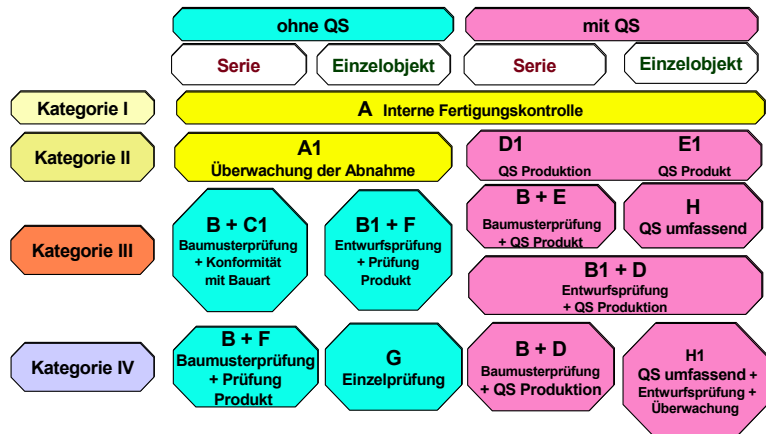 ohne QS
mit QS
Serie
Einzelobjekt
Serie
Einzelobjekt
Kategorie I
A Interne Fertigungskontrolle
Kategorie II
A1
Überwachung der Abnahme
D1
QS Produktion
E1
QS Produkt
Kategorie III
B + C1
Baumusterprüfung
+ Konformität
mit Bauart
B1 + F
Entwurfsprüfung
+ Prüfung
Produkt
B + E
Baumusterprüfung
+ QS Produkt
H
QS umfassend
B1 + D
Entwurfsprüfung
+ QS Produktion
Kategorie IV
B + F
Baumusterprüfung
+ Prüfung
Produkt
G
Einzelprüfung
B + D
Baumusterprüfung
+ QS Produktion
H1
QS umfassend +
Entwurfsprüfung +
Überwachung